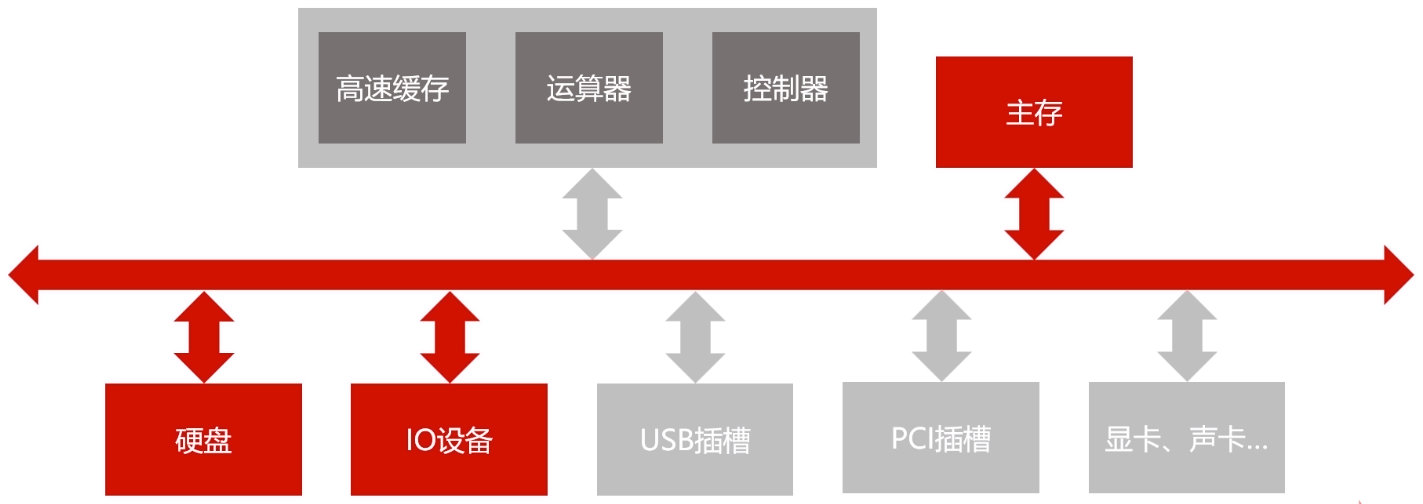 高速缓存
运算器
控制器
主存
硬盘
IO设备
USB插槽
PCI插槽
显卡、声卡...